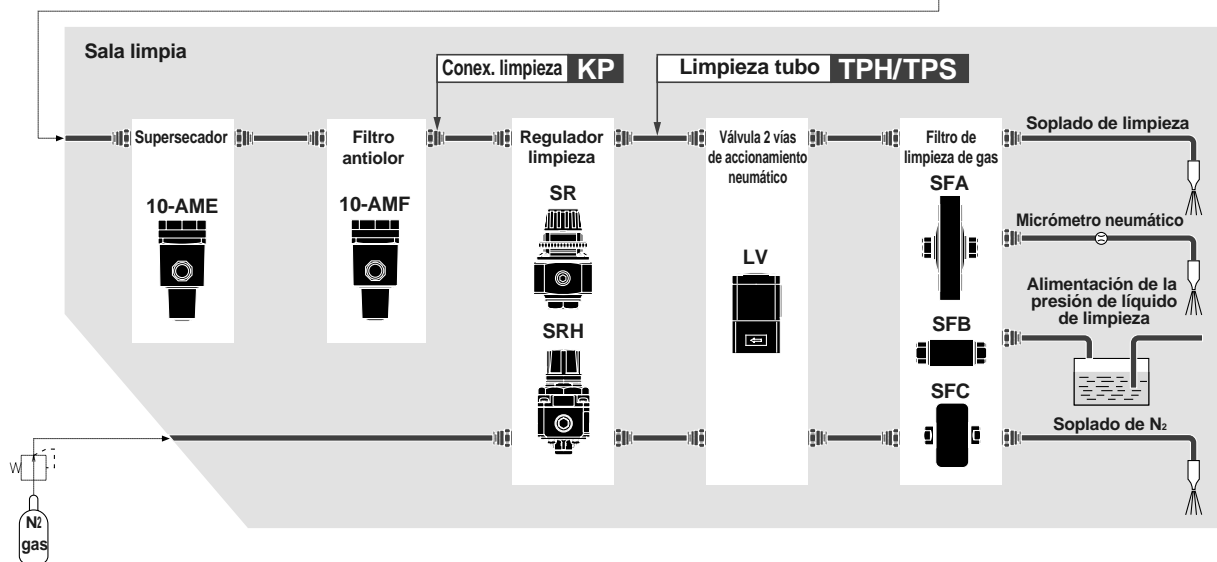 Sala limpia
Conex. limpieza KP
Limpieza tubo TPH/TPS
Supersecador
10-AME
Filtro
antiolor
10-AMF
Regulador
limpieza
SR
SRH
Válvula 2 vías
de accionamiento
neumático
LV
Filtro de
limpieza de gas
SFA
SFB
SFC
Soplado de limpieza
Micrómetro neumático
Alimentación de la
presión de líquido
de limpieza
Soplado de N₂
N2
gas